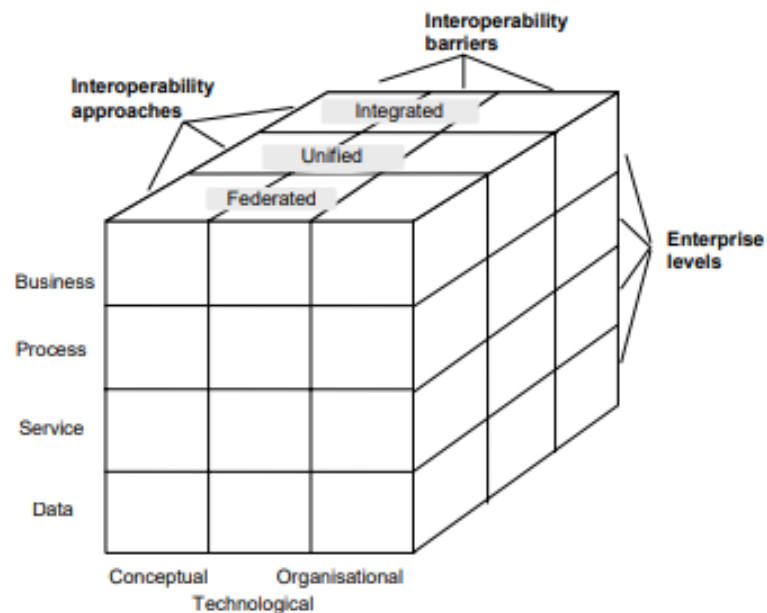 Interoperability
barriers
Interoperability
approaches
Integrated
Unified
Federated
Enterprise
levels
Business
Process
Service
Data
Conceptual
Organisational
Technological